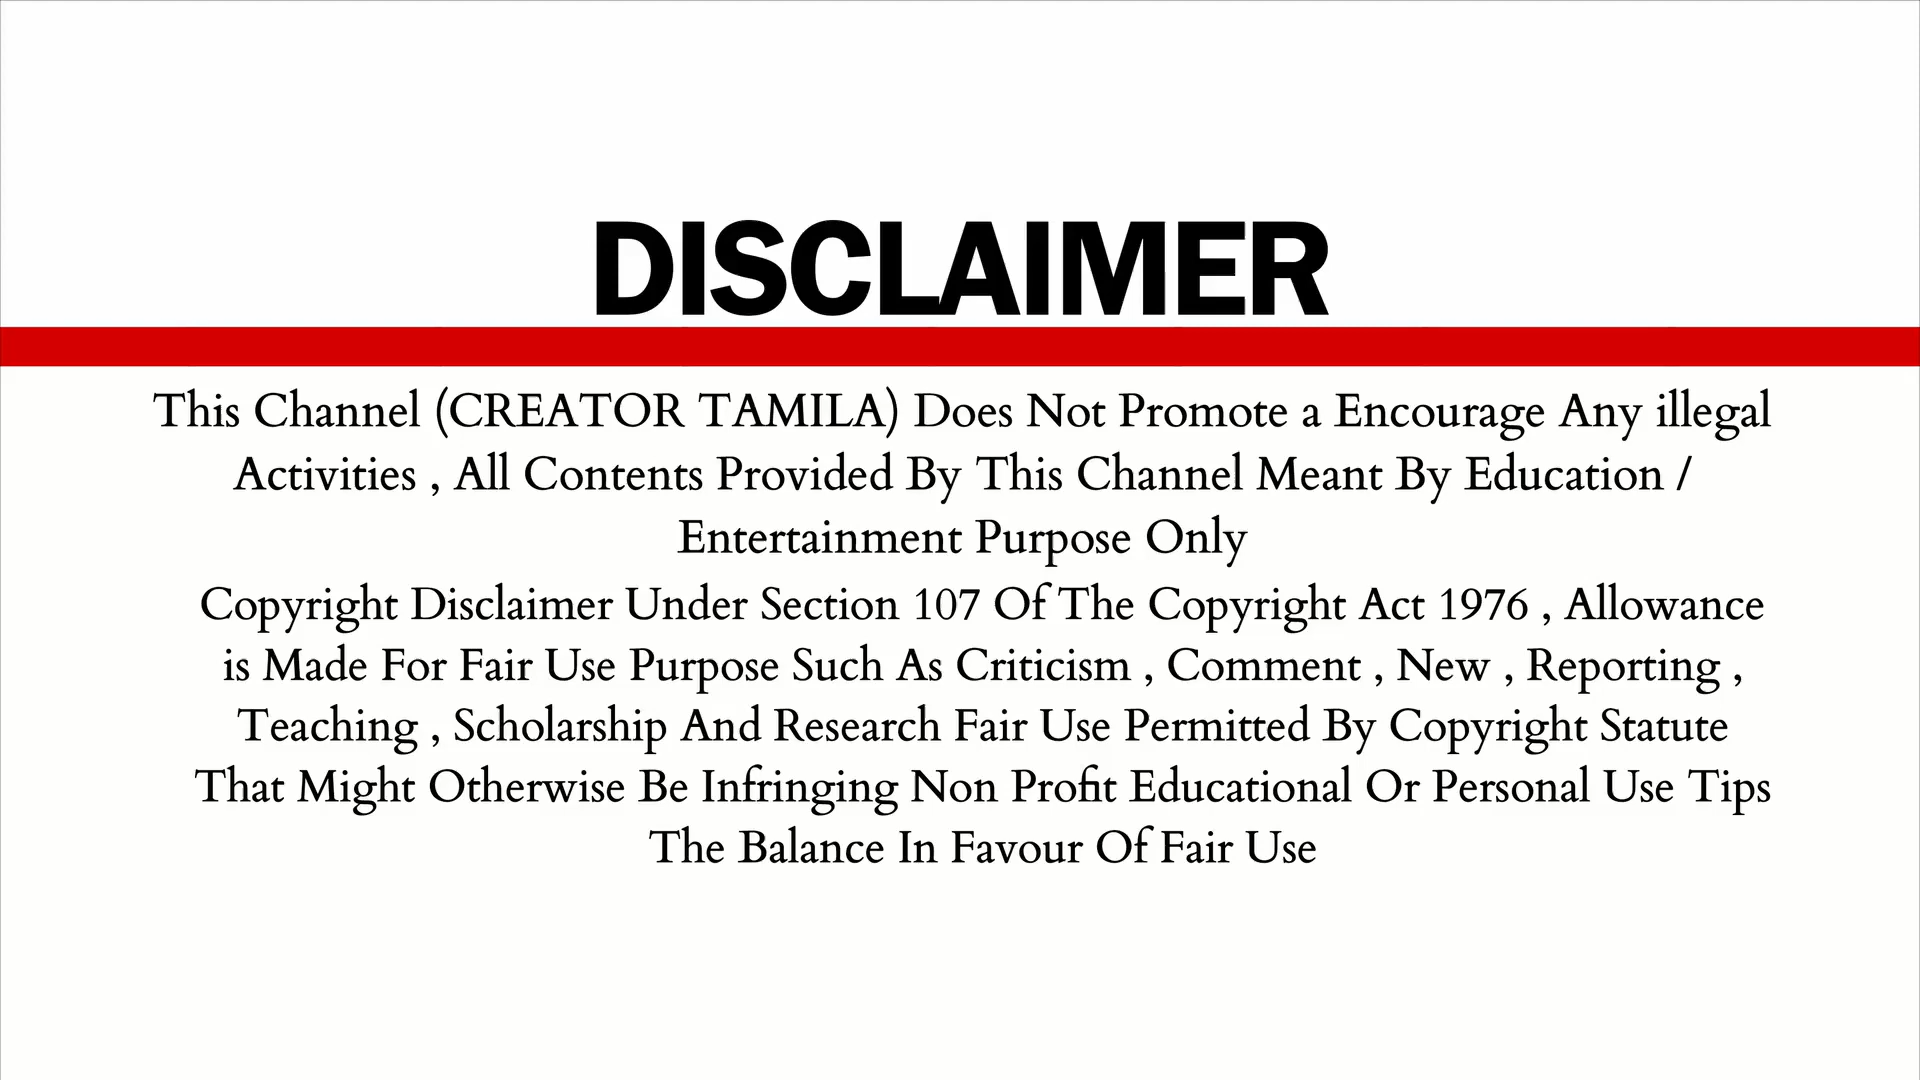 DISCLAIMER
This Channel (CREATOR TAMILA) Does Not Promote a Encourage Any illegal
Activities , All Contents Provided By This Channel Meant By Education /
Entertainment Purpose Only
Copyright Disclaimer Under Section 107 Of The Copyright Act 1976 , Allowance
is Made For Fair Use Purpose Such As Criticism , Comment , New , Reporting ,
Teaching , Scholarship And Research Fair Use Permitted By Copyright Statute
That Might Otherwise Be Infringing Non Profit Educational Or Personal Use Tips
The Balance In Favour Of Fair Use